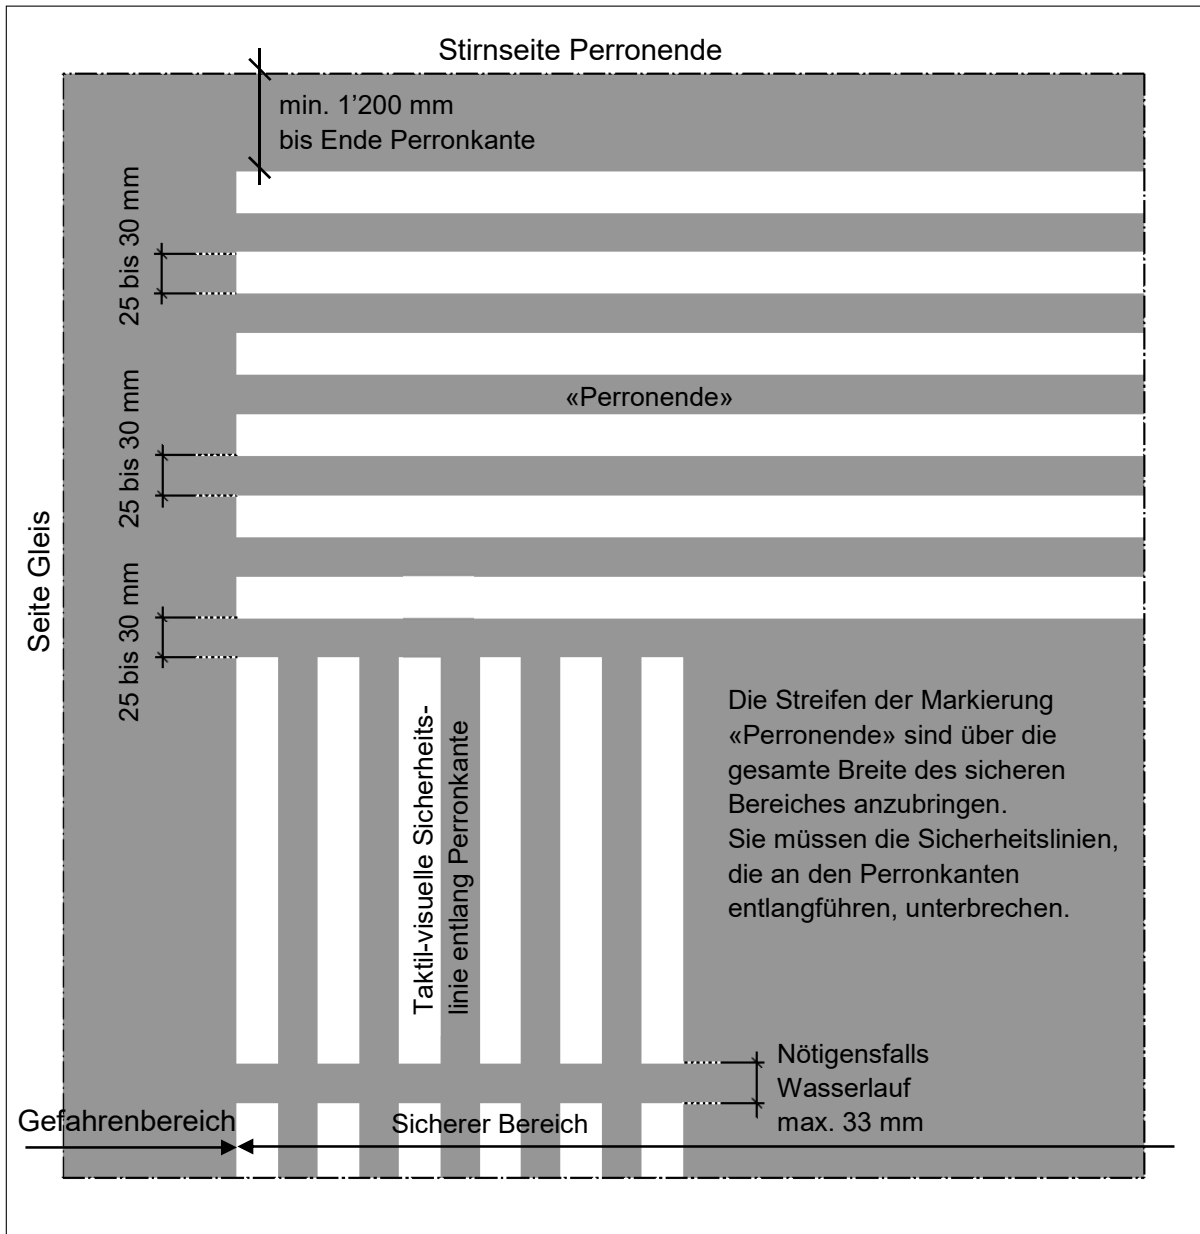 Stirnseite Perronende
min. 1’200 mm
bis Ende Perronkante
25 bis 30 mm
«Perronende»
25 bis 30 mm
Seite Gleis
25 bis 30 mm
Taktil-visuelle Sicherheits-
linie entlang Perronkante
Die Streifen der Markierung
«Perronende» sind über die
gesamte Breite des sicheren
Bereiches anzubringen.
Sie müssen die Sicherheitslinien,
die an den Perronkanten
entlangführen, unterbrechen.
Nötigensfalls
Wasserlauf
max. 33 mm
Gefahrenbereich
Sicherer Bereich